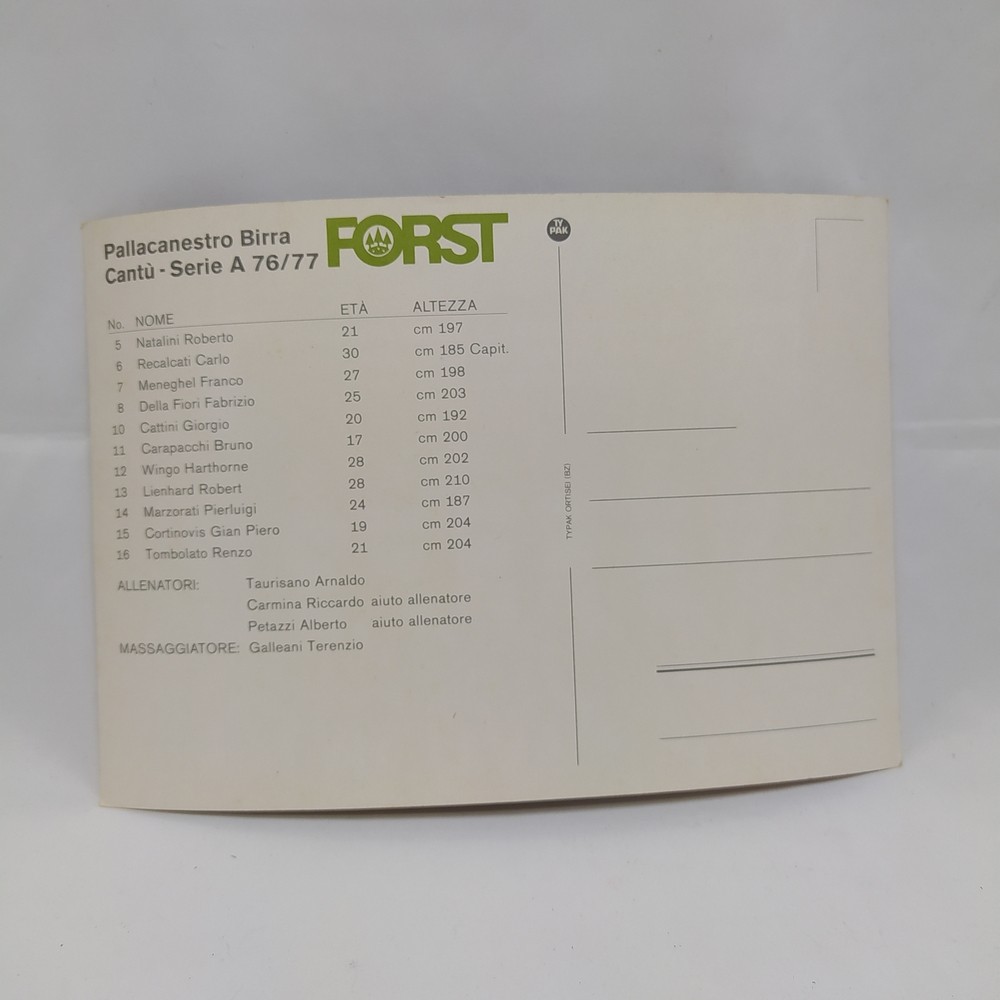 Pallacanestro Birra FORST
Cantù - Serie A 76/77
No. NOME ETÀ ALTEZZA
5 Natalini Roberto 21 cm 197
6 Recalcati Carlo 30 cm 185 Capit.
7 Meneghel Franco 27 cm 198
8 Della Fiori Fabrizio 25 cm 203
10 Cattini Giorgio 20 cm 192
11 Carapacchi Bruno 17 cm 200
12 Wingo Harthorne 28 cm 202
13 Lienhard Robert 28 cm 210
14 Marzorati Pierluigi 24 cm 187
15 Cortinovis Gian Piero 19 cm 204
16 Tombolato Renzo 21 cm 204
ALLENATORI: Taurisano Arnaldo
Carmina Riccardo aiuto allenatore
Petazzi Alberto aiuto allenatore
MASSAGGIATORE: Galleani Terenzio
TY
PAK
TYPAK ORTISEI (BZ)